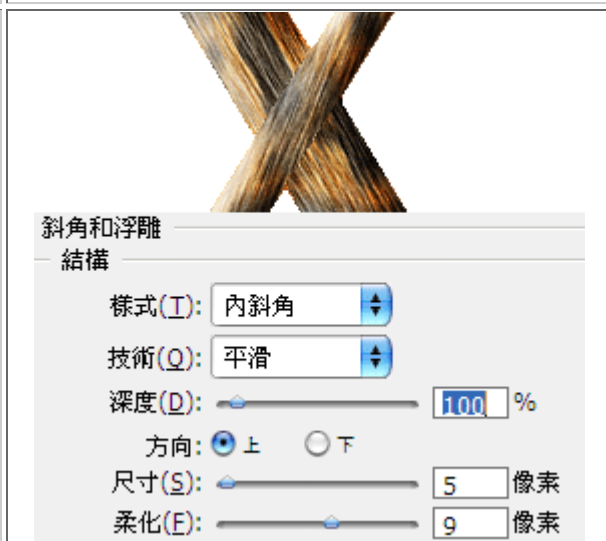 斜角和浮雕
結構
樣式(T): 內斜角
技術(Q): 平滑
深度(D): 100 %
方向: 上 下
尺寸(S): 5 像素
柔化(F): 9 像素